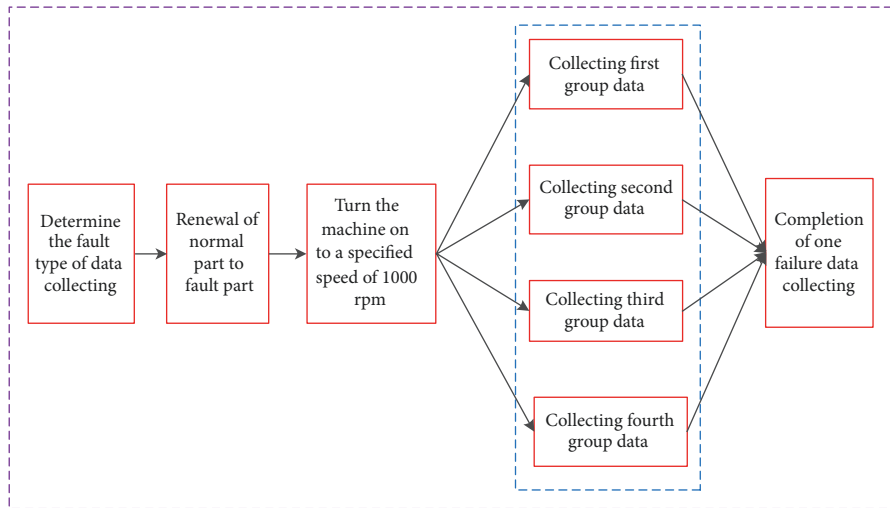 Determine
the fault
type of data
collecting
Renewal of
normal
part to
fault part
Turn the
machine on
to a specified
speed of 1000
rpm
Collecting first
group data
Collecting second
group data
Collecting third
group data
Collecting fourth
group data
Completion
of one
failure data
collecting